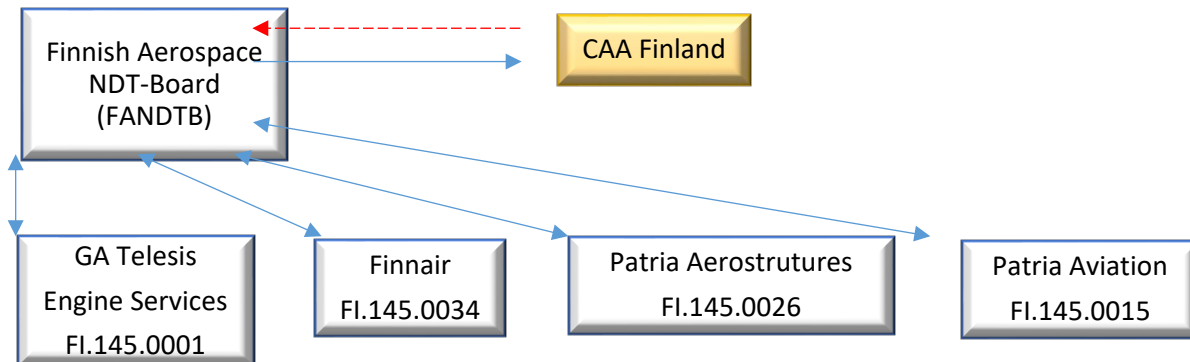 Finnish Aerospace
NDT-Board
(FANDTB)
CAA Finland
GA Telesis
Engine Services
FI.145.0001
Finnair
FI.145.0034
Patria Aerostrutures
FI.145.0026
Patria Aviation
FI.145.0015